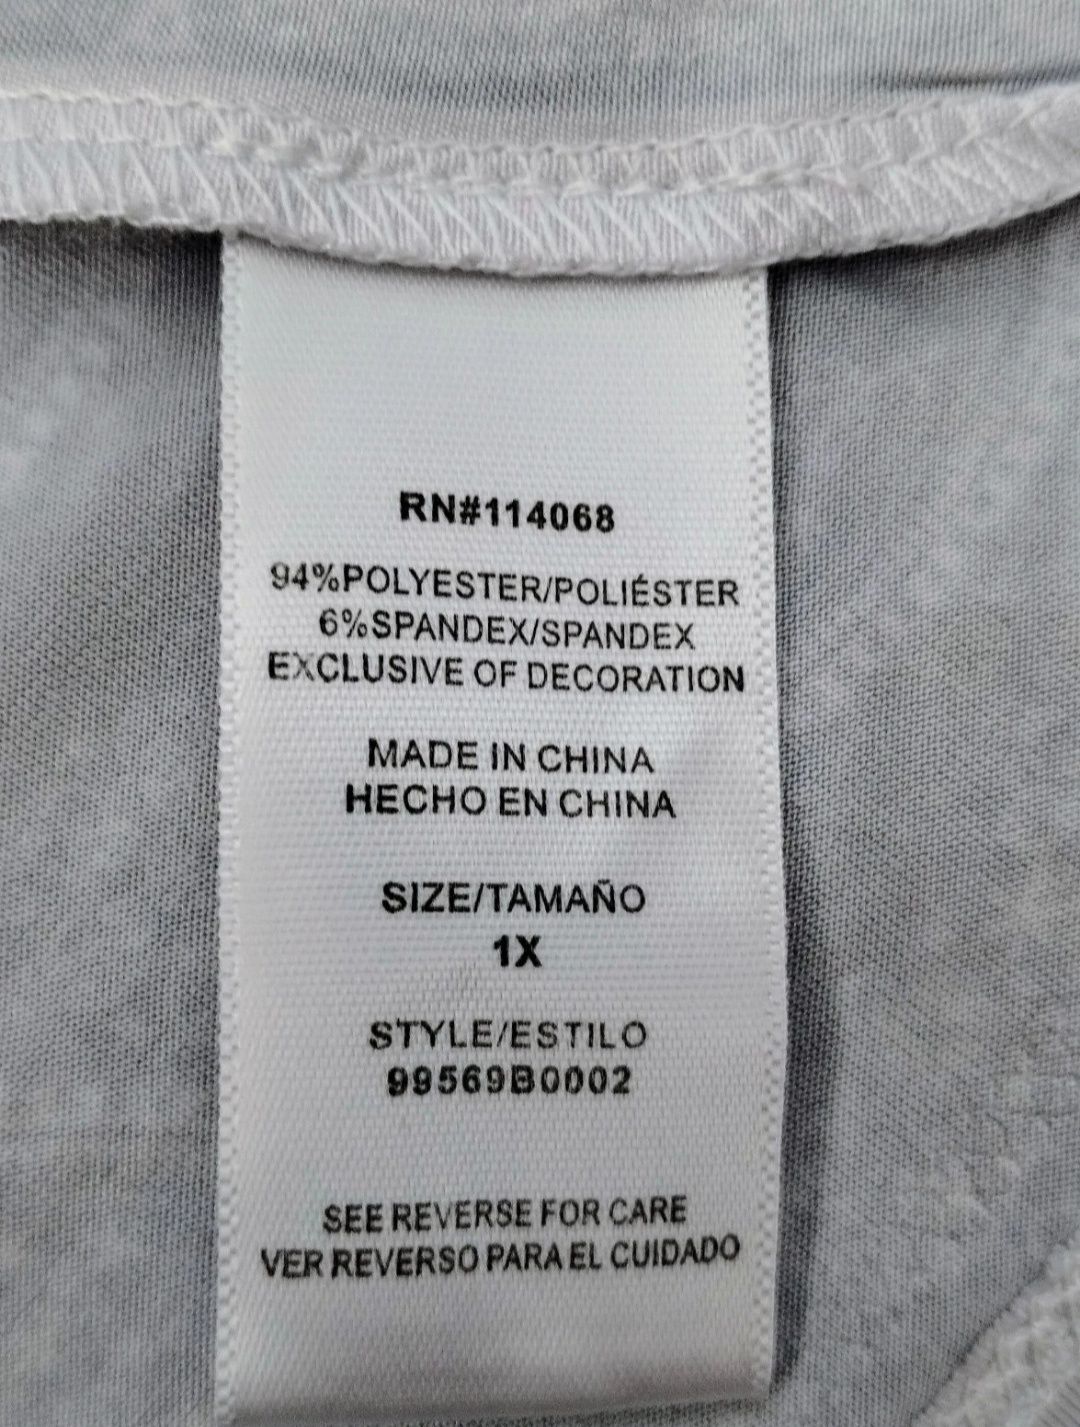 RN#114068
94%POLYESTER/POLIÉSTER
6%SPANDEX/SPANDEX
EXCLUSIVE OF DECORATION
MADE IN CHINA
HECHO EN CHINA
SIZE/TAMAÑO
1X
STYLE/ESTILO
99569B0002
SEE REVERSE FOR CARE
VER REVERSO PARA EL CUIDADO